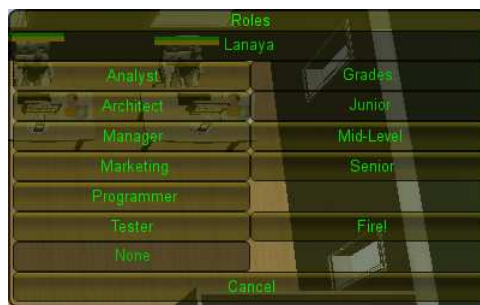 Roles
Lanaya
Analyst Grades
Architect Junior
Manager Mid-Level
Marketing Senior
Programmer
Tester Fire!
None
Cancel